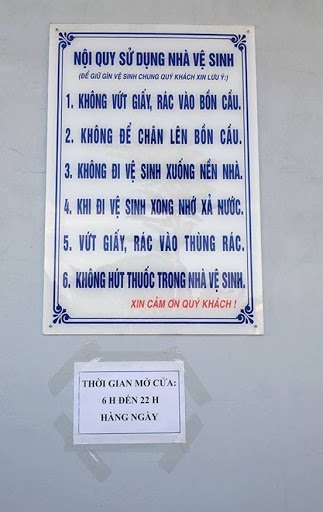 NỘI QUY SỬ DỤNG NHÀ VỆ SINH
(ĐỂ GIỮ GÌN VỆ SINH CHUNG QUÝ KHÁCH XIN LƯU Ý:)
1. KHÔNG VỨT GIẤY, RÁC VÀO BỒN CẦU.
2. KHÔNG ĐỂ CHÂN LÊN BỒN CẦU.
3. KHÔNG ĐI VỆ SINH XUỐNG NỀN NHÀ.
4. KHI ĐI VỆ SINH XONG NHỚ XẢ NƯỚC.
5. VỨT GIẤY, RÁC VÀO THÙNG RÁC.
6. KHÔNG HÚT THUỐC TRONG NHÀ VỆ SINH.
XIN CẢM ƠN QUÝ KHÁCH !
THỜI GIAN MỞ CỬA:
6 H ĐẾN 22 H
HÀNG NGÀY